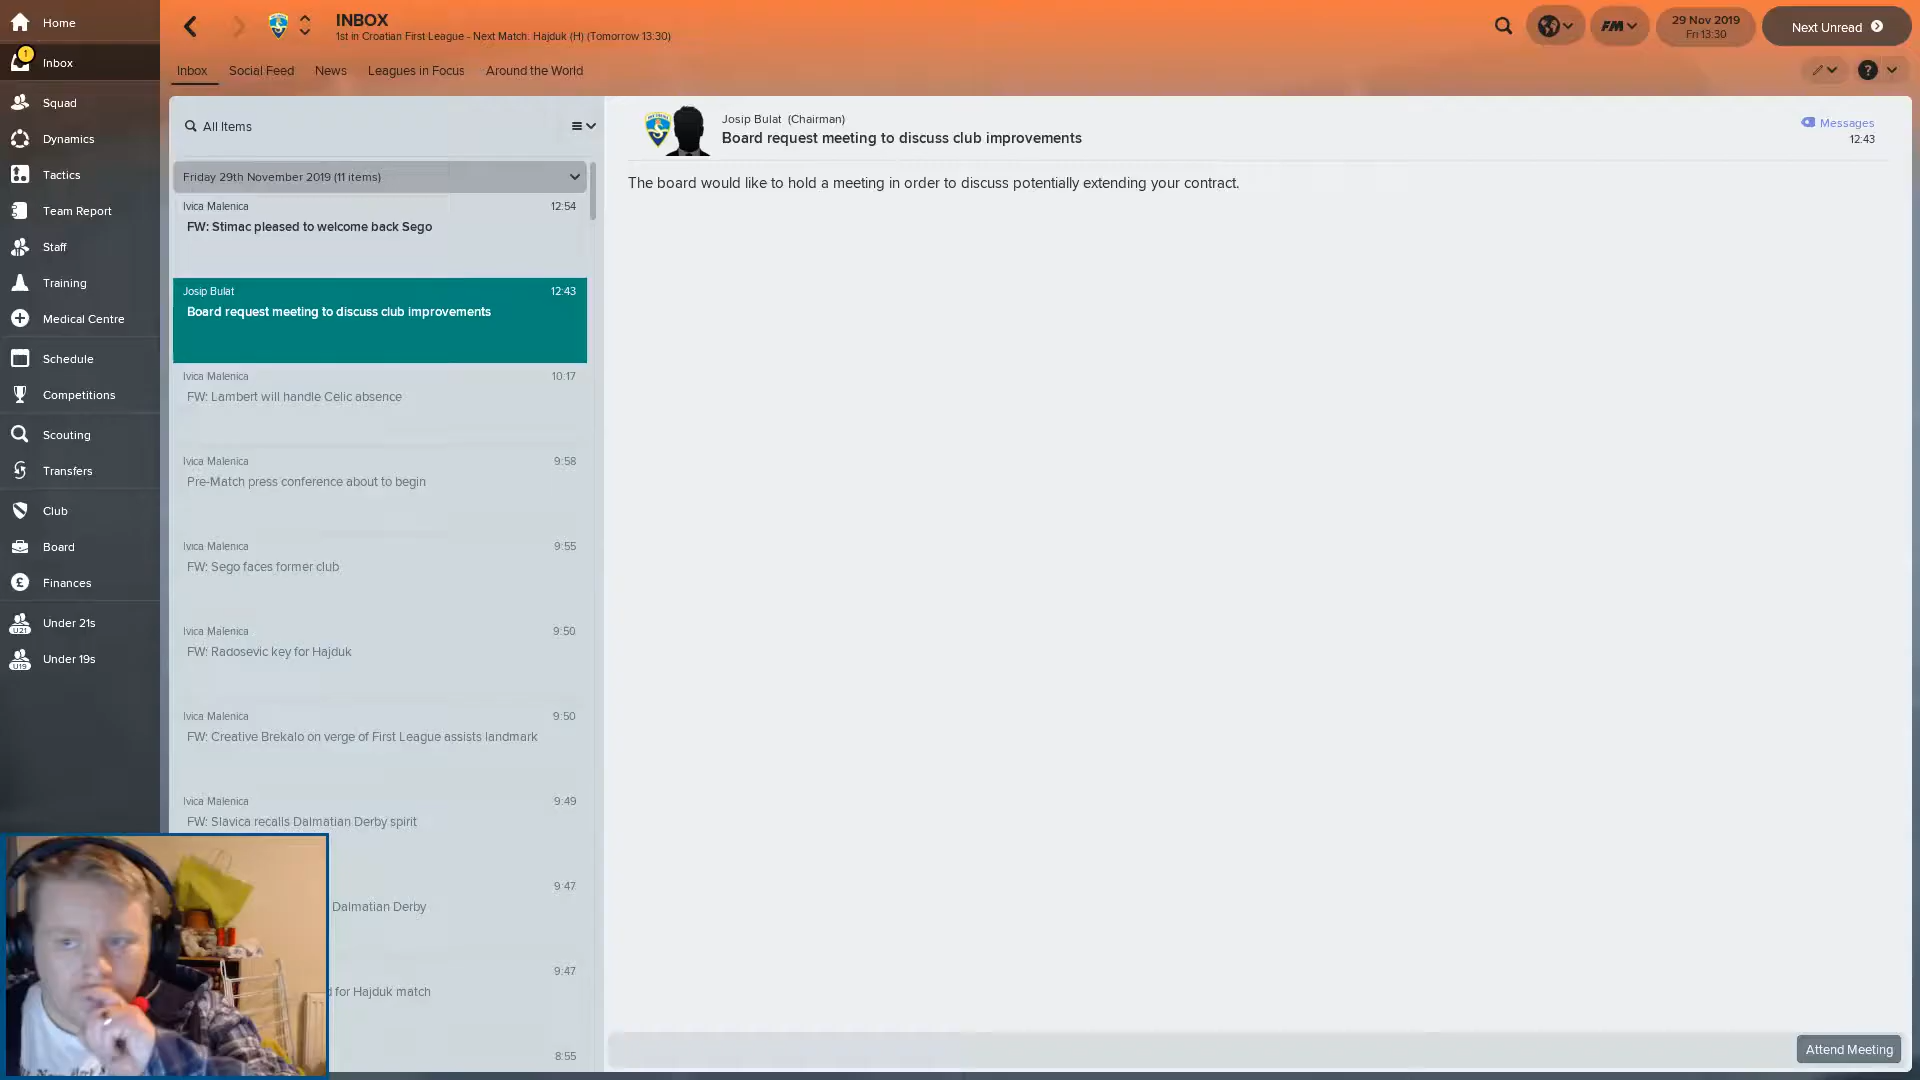 Home
1
Inbox
Squad
Dynamics
Tactics
Team Report
Staff
Training
Medical Centre
Schedule
Competitions
Scouting
Transfers
Club
Board
Finances
U21
Under 21s
U19
Under 19s
INBOX
1st in Croatian First League - Next Match: Hajduk (H) (Tomorrow 13:30)
FM
29 Nov 2019
Fri 13:30
Next Unread
Inbox Social Feed News Leagues in Focus Around the World
?
All Items
Friday 29th November 2019 (11 items)
Ivica Malenica 12:54
FW: Stimac pleased to welcome back Sego
Josip Bulat 12:43
Board request meeting to discuss club improvements
Ivica Malenica 10:17
FW: Lambert will handle Celic absence
Ivica Malenica 9:58
Pre-Match press conference about to begin
Ivica Malenica 9:55
FW: Sego faces former club
Ivica Malenica 9:50
FW: Radosevic key for Hajduk
Ivica Malenica 9:50
FW: Creative Brekalo on verge of First League assists landmark
Ivica Malenica 9:49
FW: Slavica recalls Dalmatian Derby spirit
9:47
Dalmatian Derby
9:47
for Hajduk match
8:55
Josip Bulat (Chairman)
Board request meeting to discuss club improvements
Messages
12:43
The board would like to hold a meeting in order to discuss potentially extending your contract.
Attend Meeting